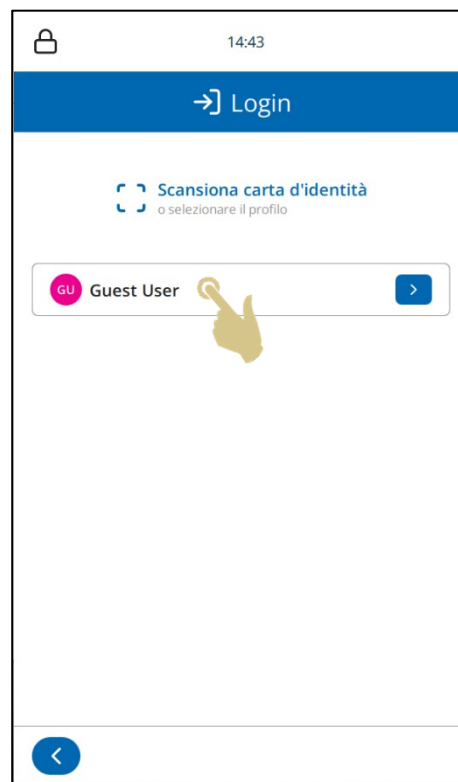 14:43
Login
Scansiona carta d'identità
o selezionare il profilo
GU Guest User